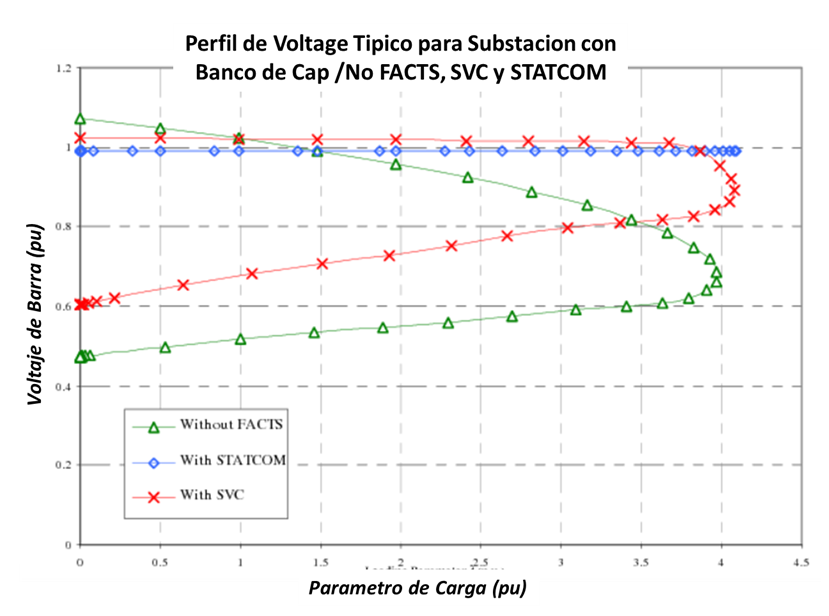 Perfil de Voltage Tipico para Substacion con
Banco de Cap /No FACTS, SVC y STATCOM
1.2
1
0.8
0.6
0.4
0.2
0
Voltaje de Barra (pu)
Without FACTS
With STATCOM
With SVC
0 0.5 1 1.5 2 2.5 3 3.5 4 4.5
Parametro de Carga (pu)